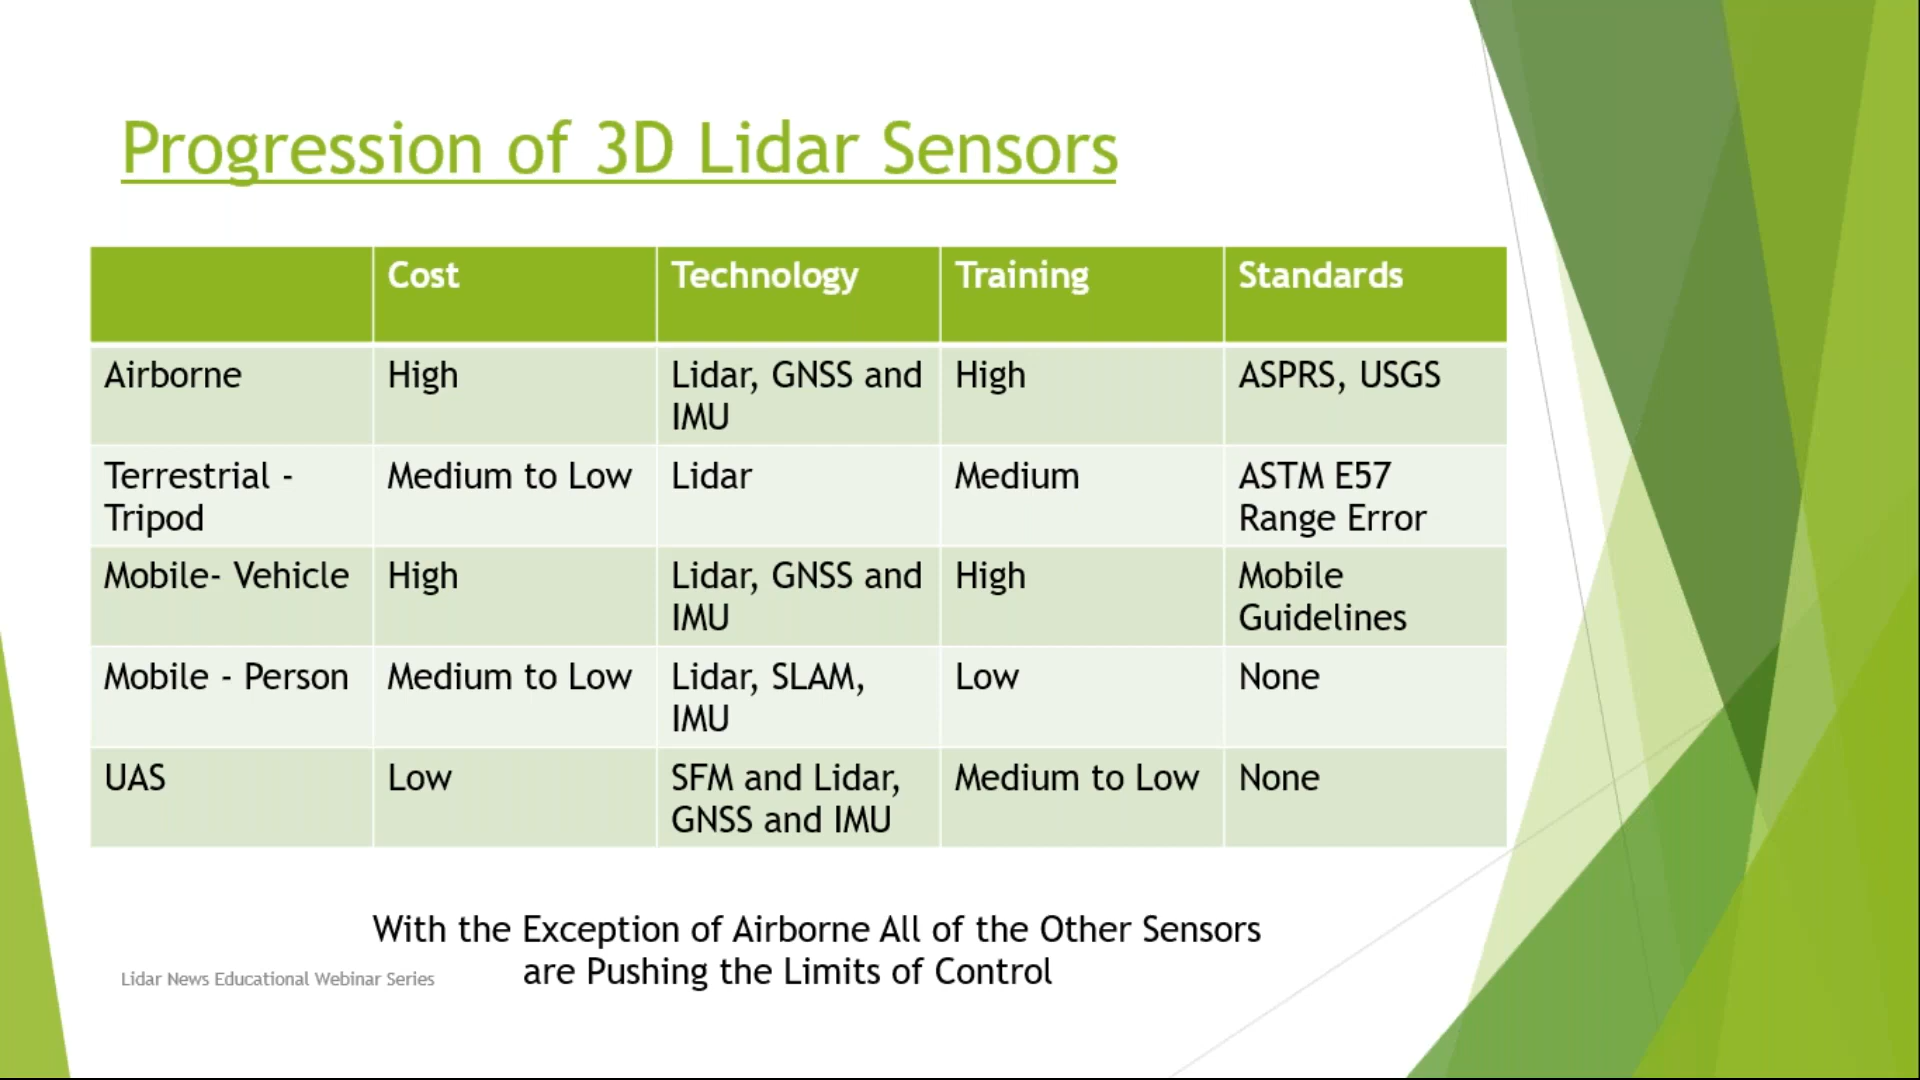 Progression of 3D Lidar Sensors
Cost Technology Training Standards
Airborne High Lidar, GNSS and IMU High ASPRS, USGS
Terrestrial - Tripod Medium to Low Lidar Medium ASTM E57 Range Error
Mobile- Vehicle High Lidar, GNSS and IMU High Mobile Guidelines
Mobile - Person Medium to Low Lidar, SLAM, IMU Low None
UAS Low SFM and Lidar, GNSS and IMU Medium to Low None
With the Exception of Airborne All of the Other Sensors
are Pushing the Limits of Control
Lidar News Educational Webinar Series